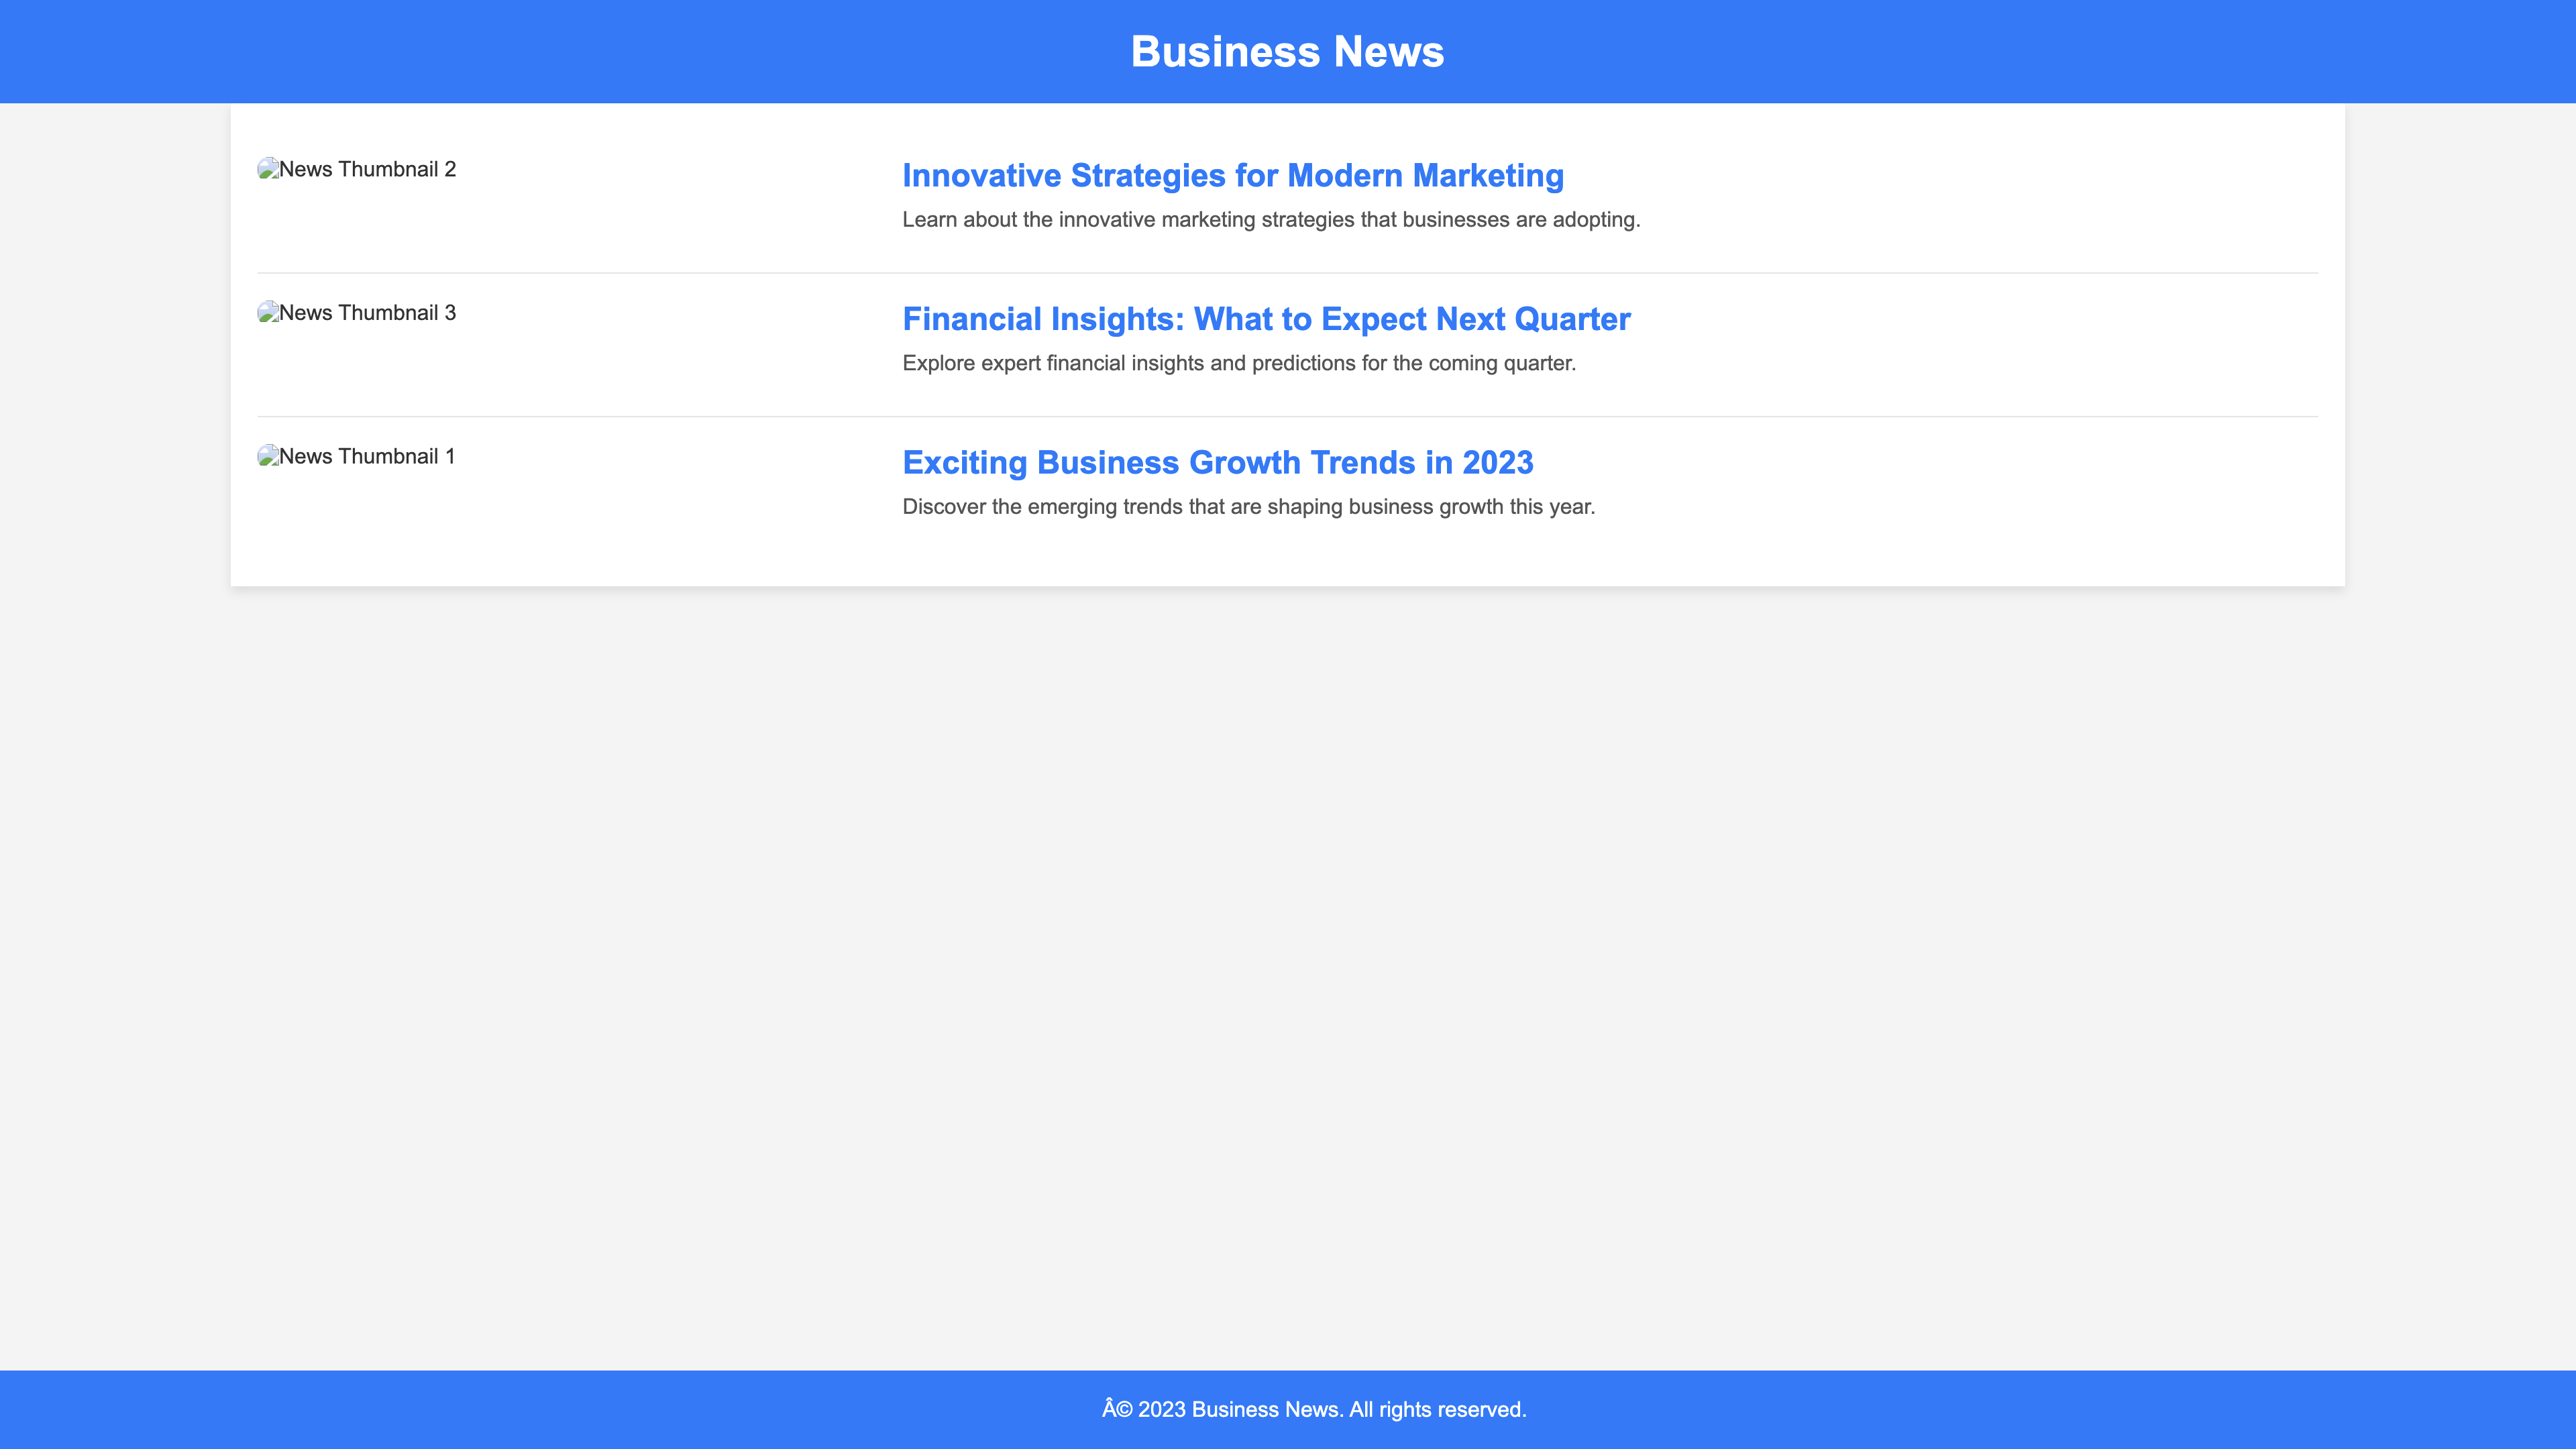 Business News
News Thumbnail 2
Innovative Strategies for Modern Marketing
Learn about the innovative marketing strategies that businesses are adopting.
News Thumbnail 3
Financial Insights: What to Expect Next Quarter
Explore expert financial insights and predictions for the coming quarter.
News Thumbnail 1
Exciting Business Growth Trends in 2023
Discover the emerging trends that are shaping business growth this year.
Â© 2023 Business News. All rights reserved.